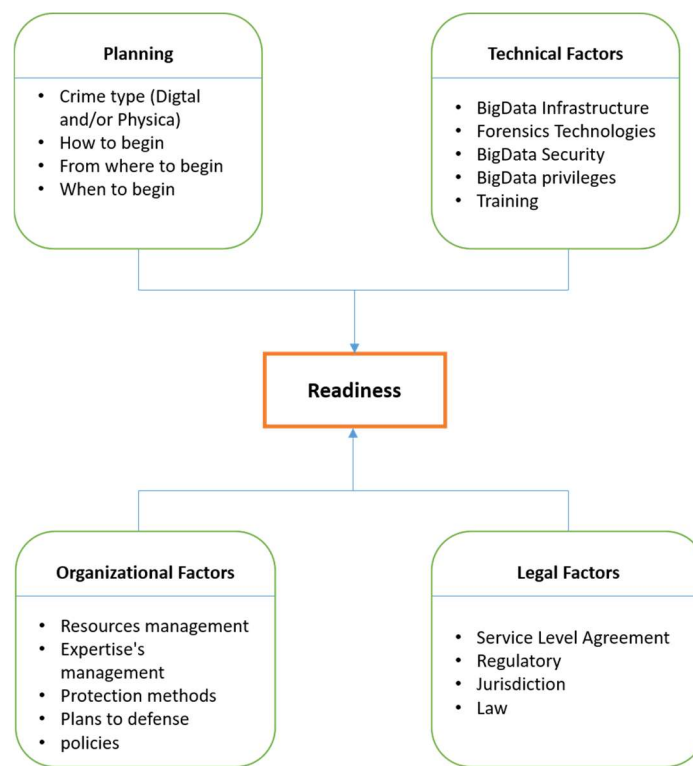 Planning
• Crime type (Digtal
and/or Physica)
• How to begin
• From where to begin
• When to begin
Technical Factors
• BigData Infrastructure
• Forensics Technologies
• BigData Security
• BigData privileges
• Training
Readiness
Organizational Factors
• Resources management
• Expertise's
management
• Protection methods
• Plans to defense
• policies
Legal Factors
• Service Level Agreement
• Regulatory
• Jurisdiction
• Law